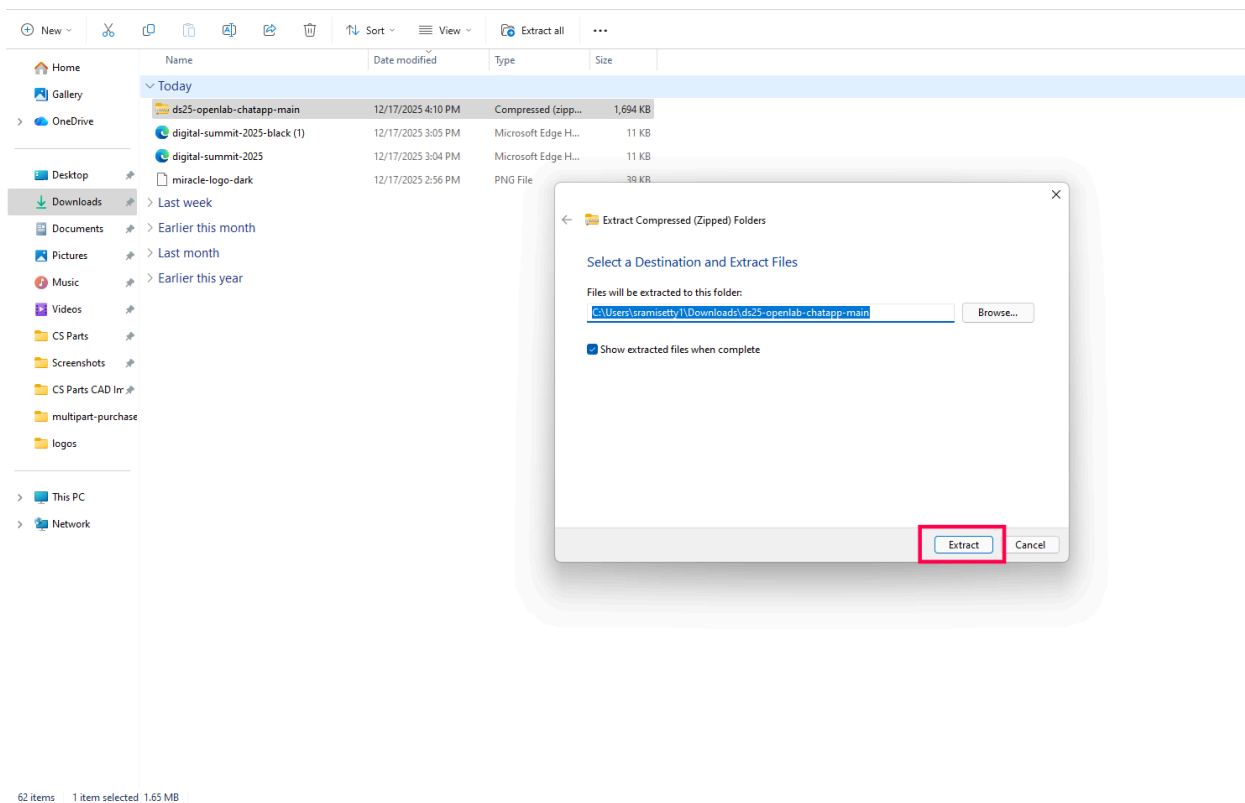 New Sort View Extract all ...
Name Date modified Type Size
Home
Gallery
OneDrive
Desktop
Downloads
Documents
Pictures
Music
Videos
CS Parts
Screenshots
CS Parts CAD Im
multipart-purchase
logos
This PC
Network
Today
ds25-openlab-chatapp-main 12/17/2025 4:10 PM Compressed (zipp... 1,694 KB
digital-summit-2025-black (1) 12/17/2025 3:05 PM Microsoft Edge H... 11 KB
digital-summit-2025 12/17/2025 3:04 PM Microsoft Edge H... 11 KB
miracle-logo-dark 12/17/2025 2:56 PM PNG File 39 KB
Last week
Earlier this month
Last month
Earlier this year
Extract Compressed (Zipped) Folders
Select a Destination and Extract Files
Files will be extracted to this folder:
C:\Users\sramisetty1\Downloads\ds25-openlab-chatapp-main Browse...
Show extracted files when complete
Extract Cancel
62 items 1 item selected 1.65 MB